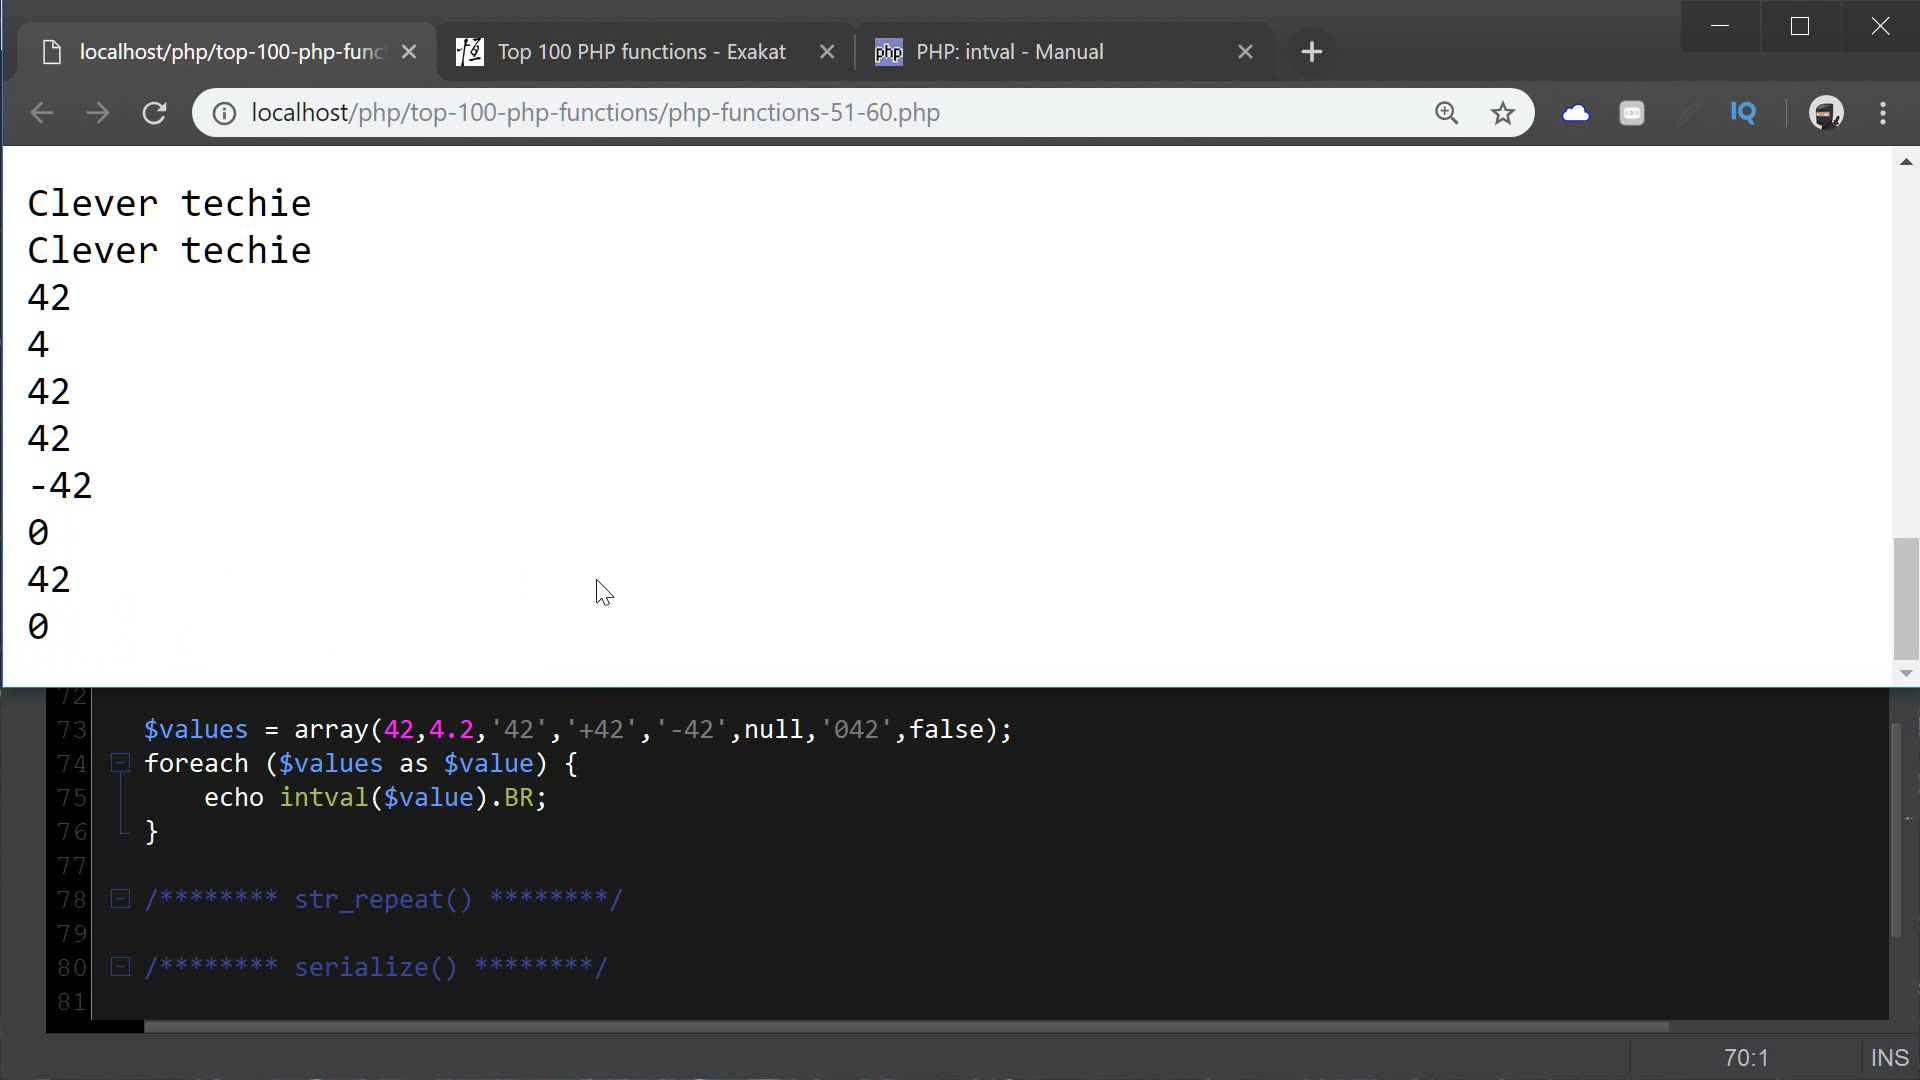 localhost/php/top-100-php-func
Top 100 PHP functions - Exakat
php PHP: intval - Manual
localhost/php/top-100-php-functions/php-functions-51-60.php
IQ
Clever techie
Clever techie
42
4
42
42
-42
0
42
0
72
73 $values = array(42,4.2,'42','+42','-42',null,'042',false);
74 foreach ($values as $value) {
75 echo intval($value).BR;
76 }
77
78 /******** str_repeat() ********/
79
80 /******** serialize() ********/
81
70:1 INS